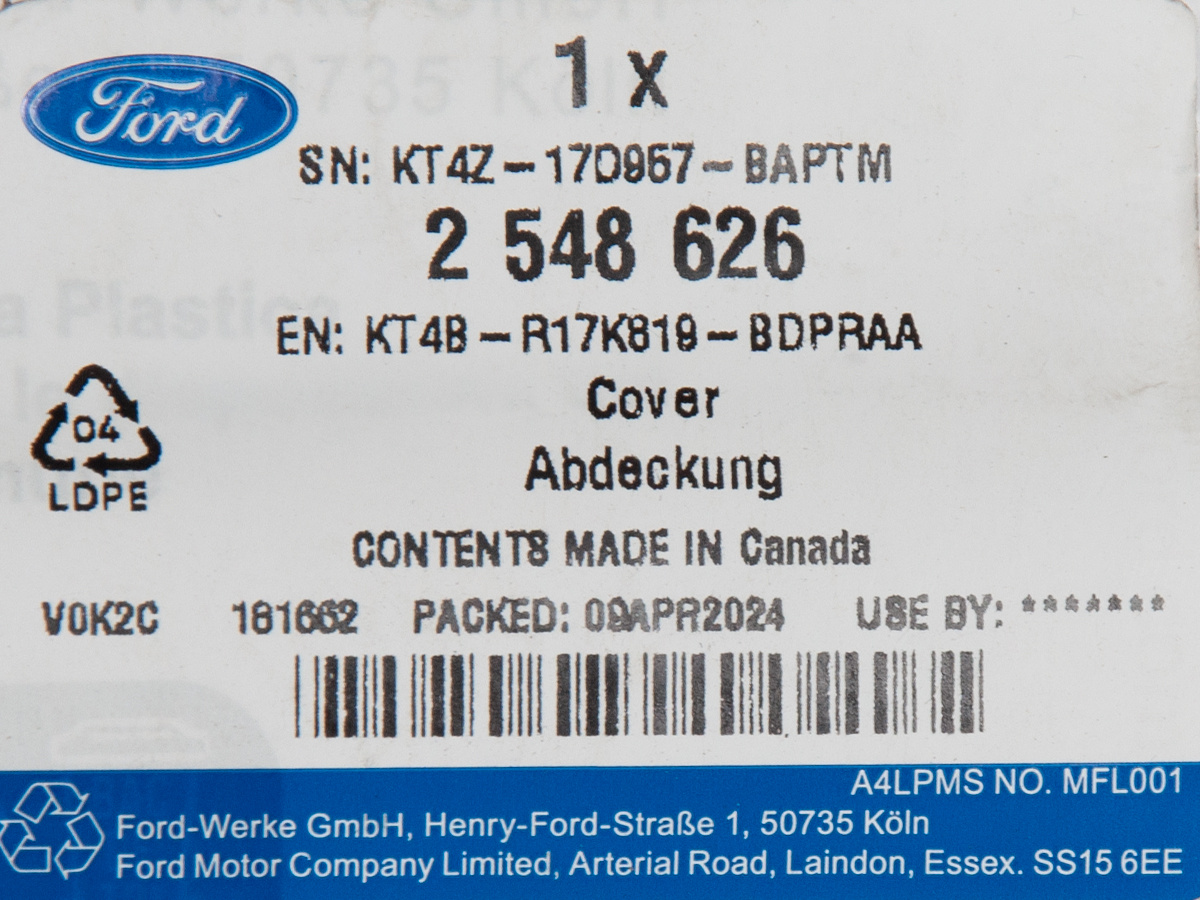 Ford
1 x
SN: KT4Z-17D957-BAPTM
2 548 626
EN: KT4B-R17K819-BDPRAA
Cover
Abdeckung
04
LDPE
CONTENTS MADE IN Canada
V0K2C 181662 PACKED: 09APR2024 USE BY: *******
A4LPMS NO. MFL001
Ford-Werke GmbH, Henry-Ford-Straße 1, 50735 Köln
Ford Motor Company Limited, Arterial Road, Laindon, Essex. SS15 6EE